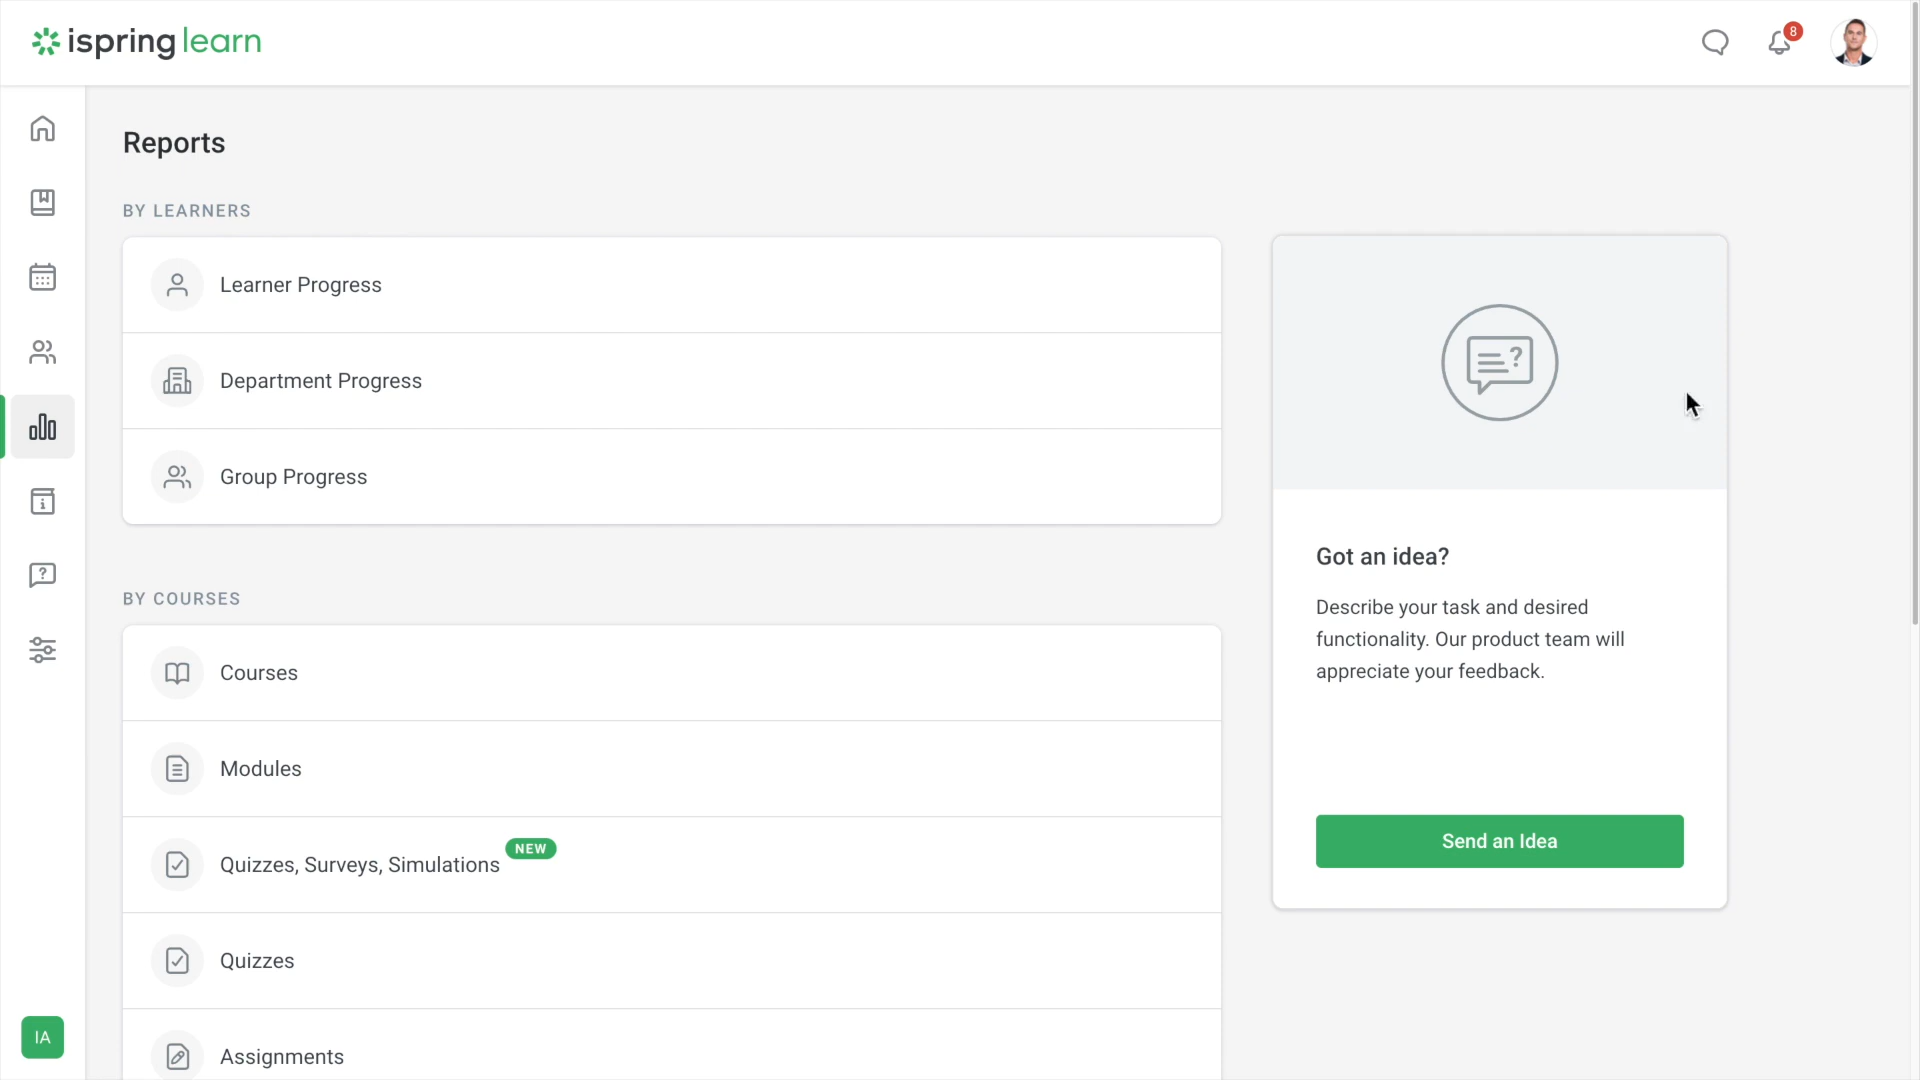 ispring learn
8
Reports
BY LEARNERS
Learner Progress
Department Progress
Group Progress
BY COURSES
Courses
Modules
Quizzes, Surveys, Simulations NEW
Quizzes
Assignments
?
Got an idea?
Describe your task and desired
functionality. Our product team will
appreciate your feedback.
Send an Idea
IA